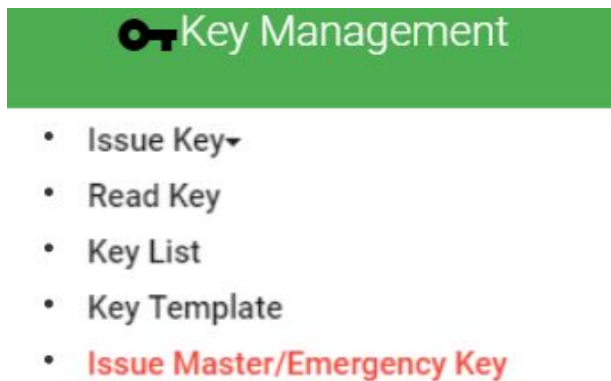 Key Management
Issue Key
Read Key
Key List
Key Template
Issue Master/Emergency Key